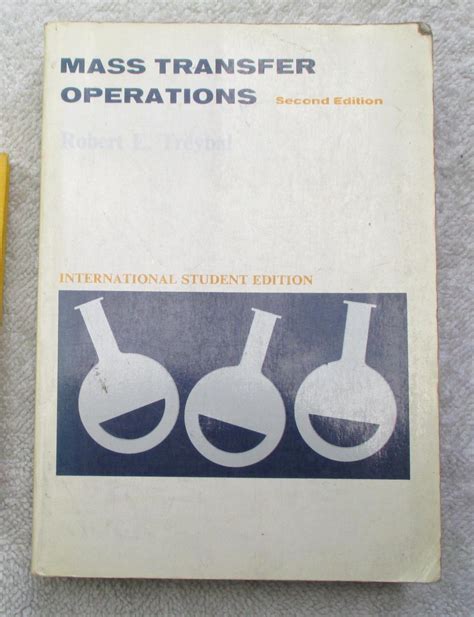 MASS TRANSFER
OPERATIONS Second Edition
Robert E. Treybal
INTERNATIONAL STUDENT EDITION